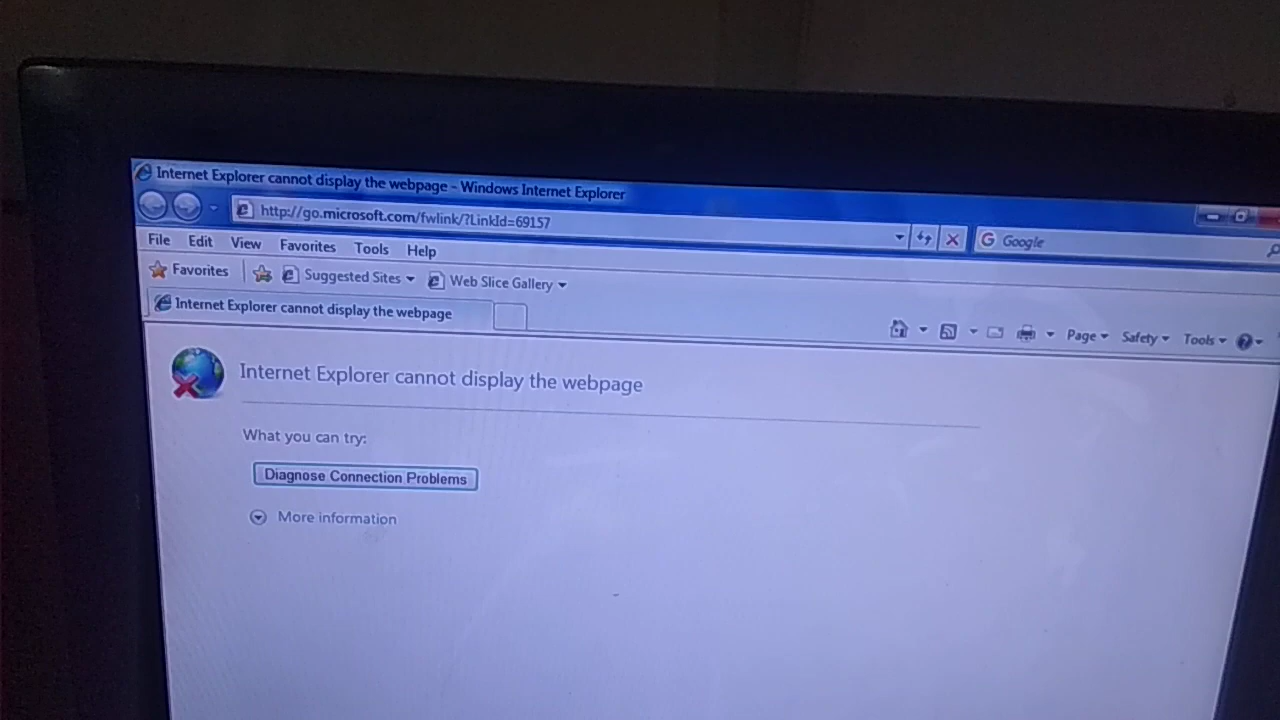 Internet Explorer cannot display the webpage - Windows Internet Explorer
http://go.microsoft.com/fwlink/?LinkId=69157
Google
File Edit View Favorites Tools Help
Favorites Suggested Sites Web Slice Gallery
Internet Explorer cannot display the webpage
Page Safety Tools ?
Internet Explorer cannot display the webpage
What you can try:
Diagnose Connection Problems
More information